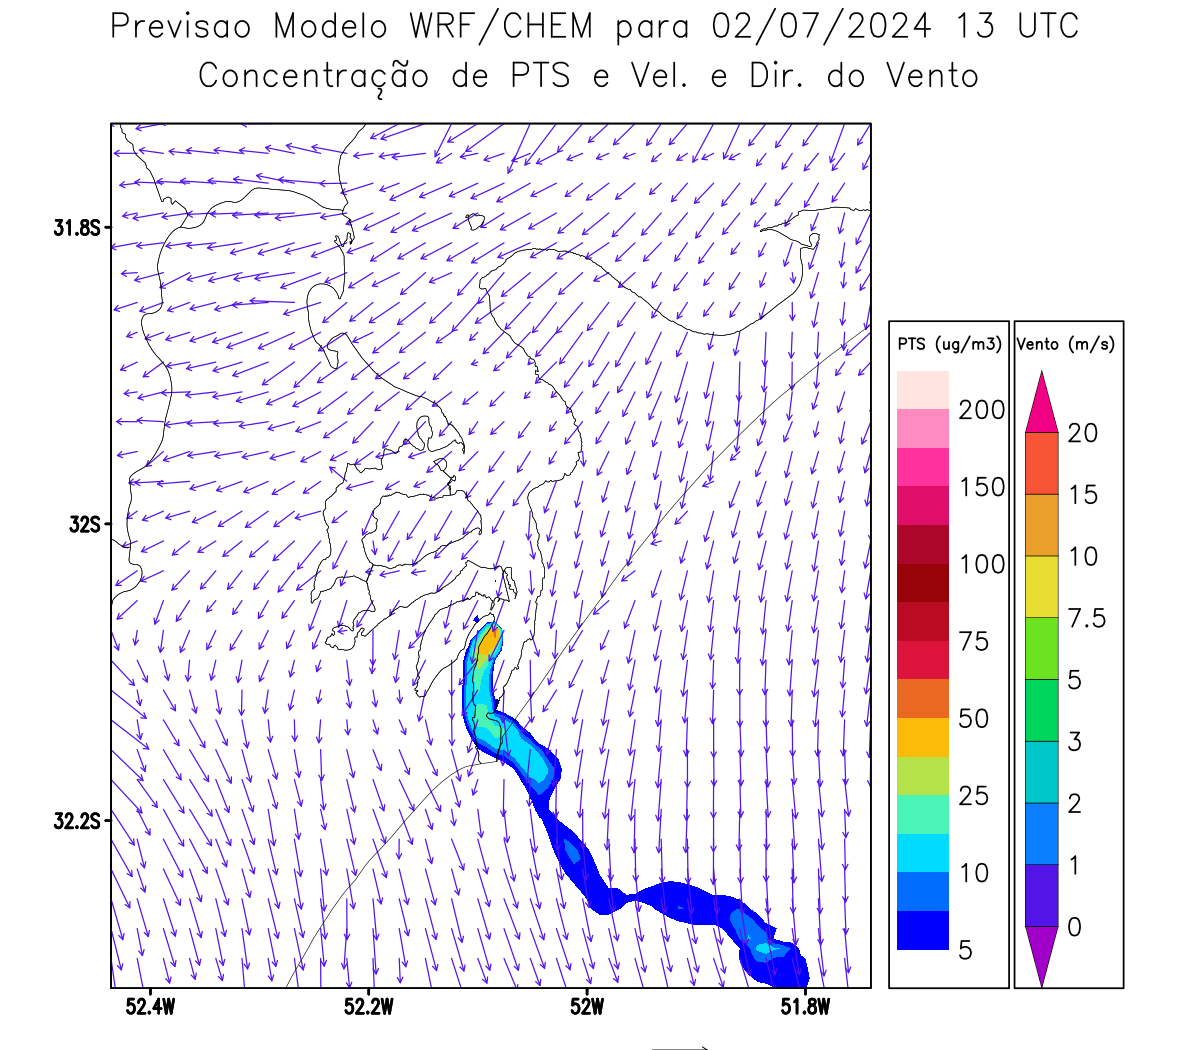 Previsao Modelo WRF/CHEM para 02/07/2024 13 UTC
Concentração de PTS e Vel. e Dir. do Vento
31.8S
32S
32.2S
52.4W
52.2W
52W
51.8W
PTS (ug/m3)
200
150
100
75
50
25
10
5
Vento (m/s)
20
15
10
7.5
5
3
2
1
0